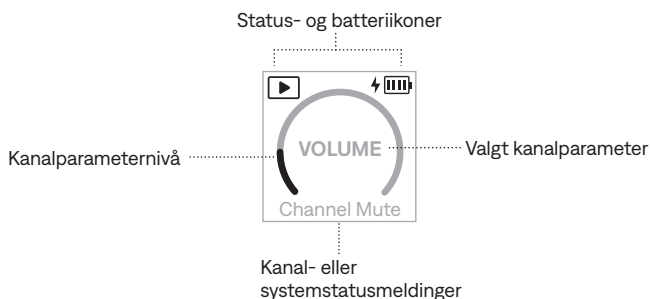 Status- og batteriikoner
VOLUME
Kanalparameternivå
Valgt kanalparameter
Channel Mute
Kanal- eller
systemstatusmeldinger